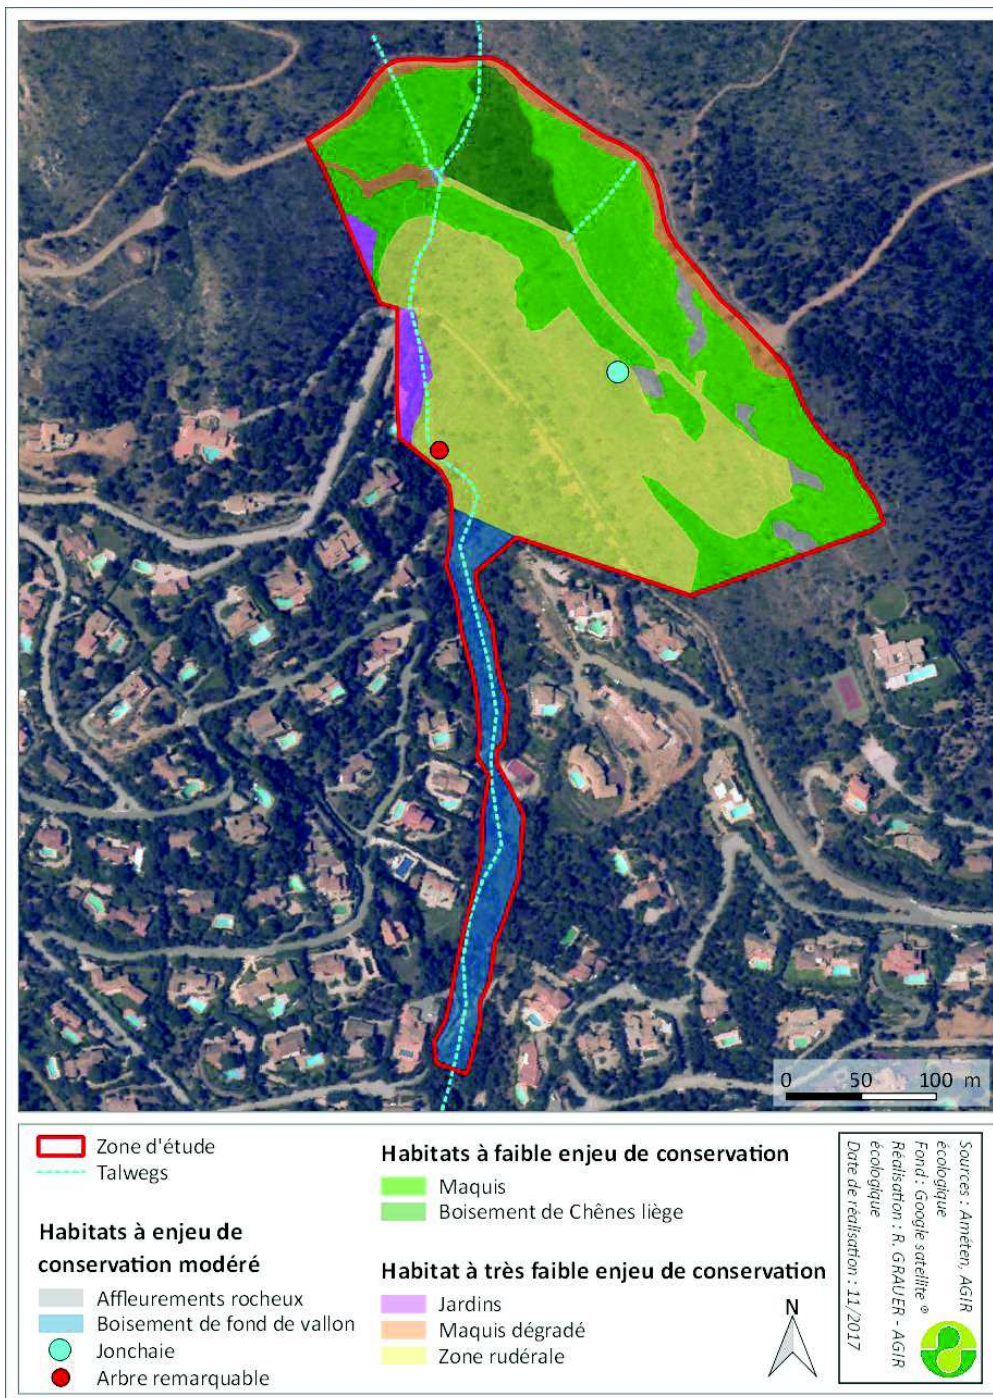 0 50 100 m
Zone d'étude
Talwegs
Habitats à enjeu de
conservation modéré
Affleurements rocheux
Boisement de fond de vallon
Jonchaie
Arbre remarquable
Habitats à faible enjeu de conservation
Maquis
Boisement de Chênes liège
Habitat à très faible enjeu de conservation
Jardins
Maquis dégradé
Zone rudérale
N
Sources : Améten, AGIR
écologique
Fond : Google satellite ®
Réalisation : R. GRAUER - AGIR
écologique
Date de réalisation : 11/2017